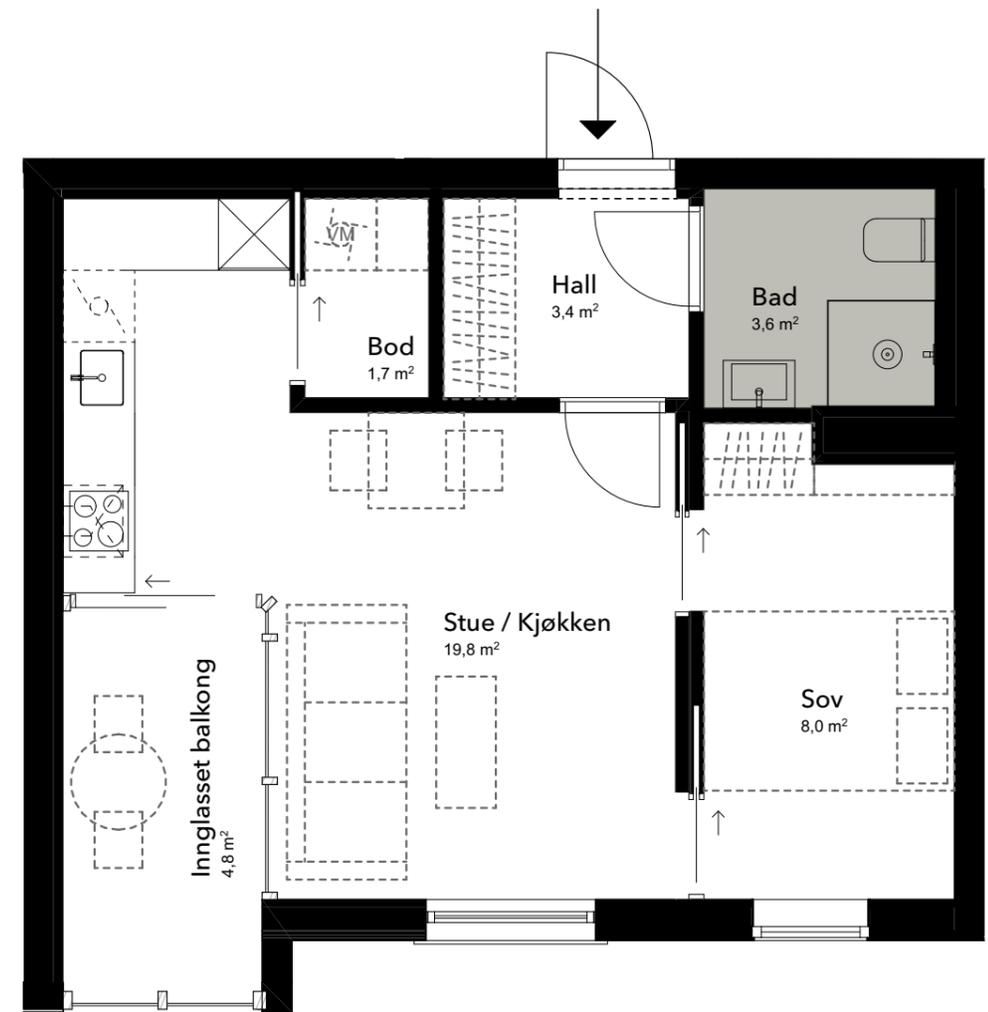 VM
Hall
3,4 m²
Bad
3,6 m²
Bod
1,7 m²
Stue / Kjøkken
19,8 m²
Sov
8,0 m²
Innglasset balkong
4,8 m²